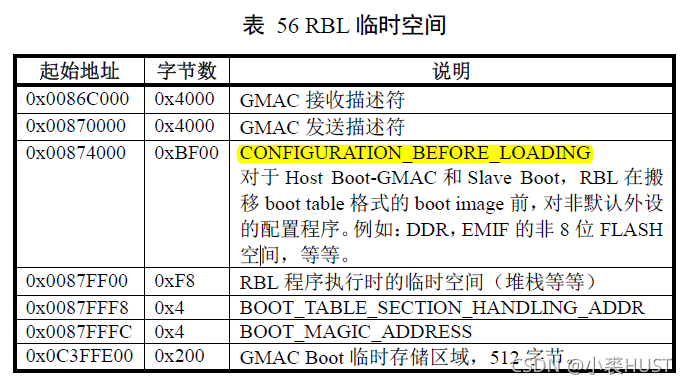 表 56 RBL 临时空间
起始地址 字节数 说明
0x0086C000 0x4000 GMAC 接收描述符
0x00870000 0x4000 GMAC 发送描述符
0x00874000 0xBF00 CONFIGURATION_BEFORE_LOADING
对于 Host Boot-GMAC 和 Slave Boot，RBL 在搬
移 boot table 格式的 boot image 前，对非默认外设
的配置程序。例如：DDR，EMIF 的非 8 位 FLASH
空间，等等。
0x0087FF00 0xF8 RBL 程序执行时的临时空间（堆栈等等）
0x0087FFF8 0x4 BOOT_TABLE_SECTION_HANDLING_ADDR
0x0087FFFC 0x4 BOOT_MAGIC_ADDRESS
0x0C3FFE00 0x200 GMAC Boot 临时存储区域，512 字节
CSDN @小裘HUST